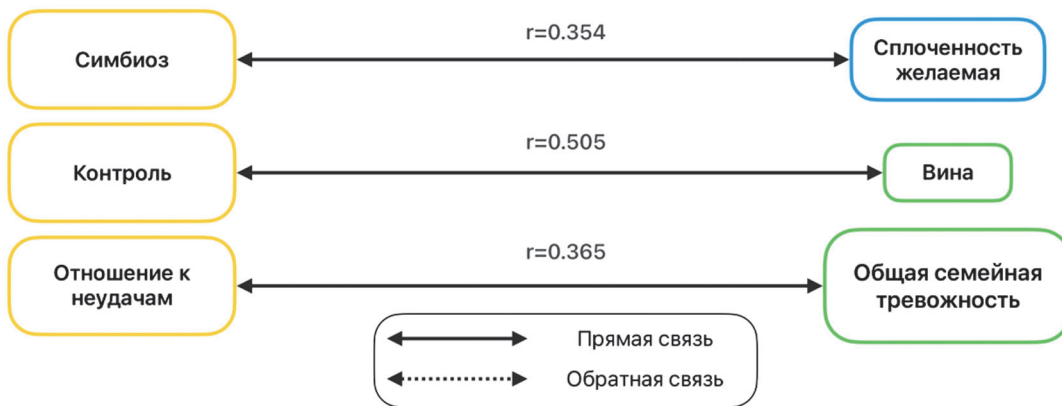 Симбиоз
r=0.354
Сплоченность
желаемая
Контроль
r=0.505
Вина
Отношение к
неудачам
r=0.365
Общая семейная
тревожность
Прямая связь
Обратная связь